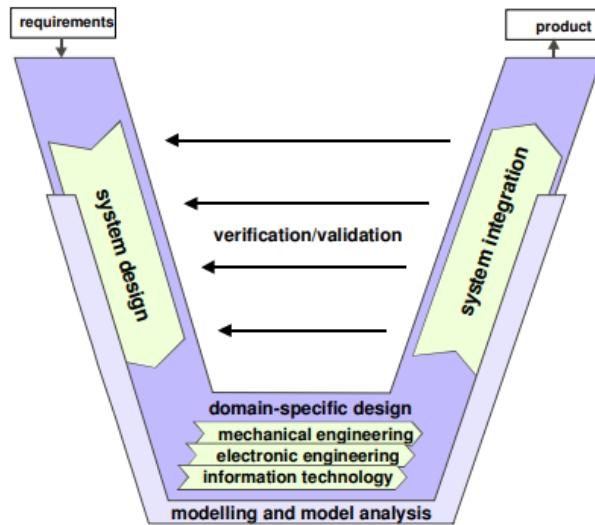 requirements
product
system design
system integration
verification/validation
domain-specific design
mechanical engineering
electronic engineering
information technology
modelling and model analysis